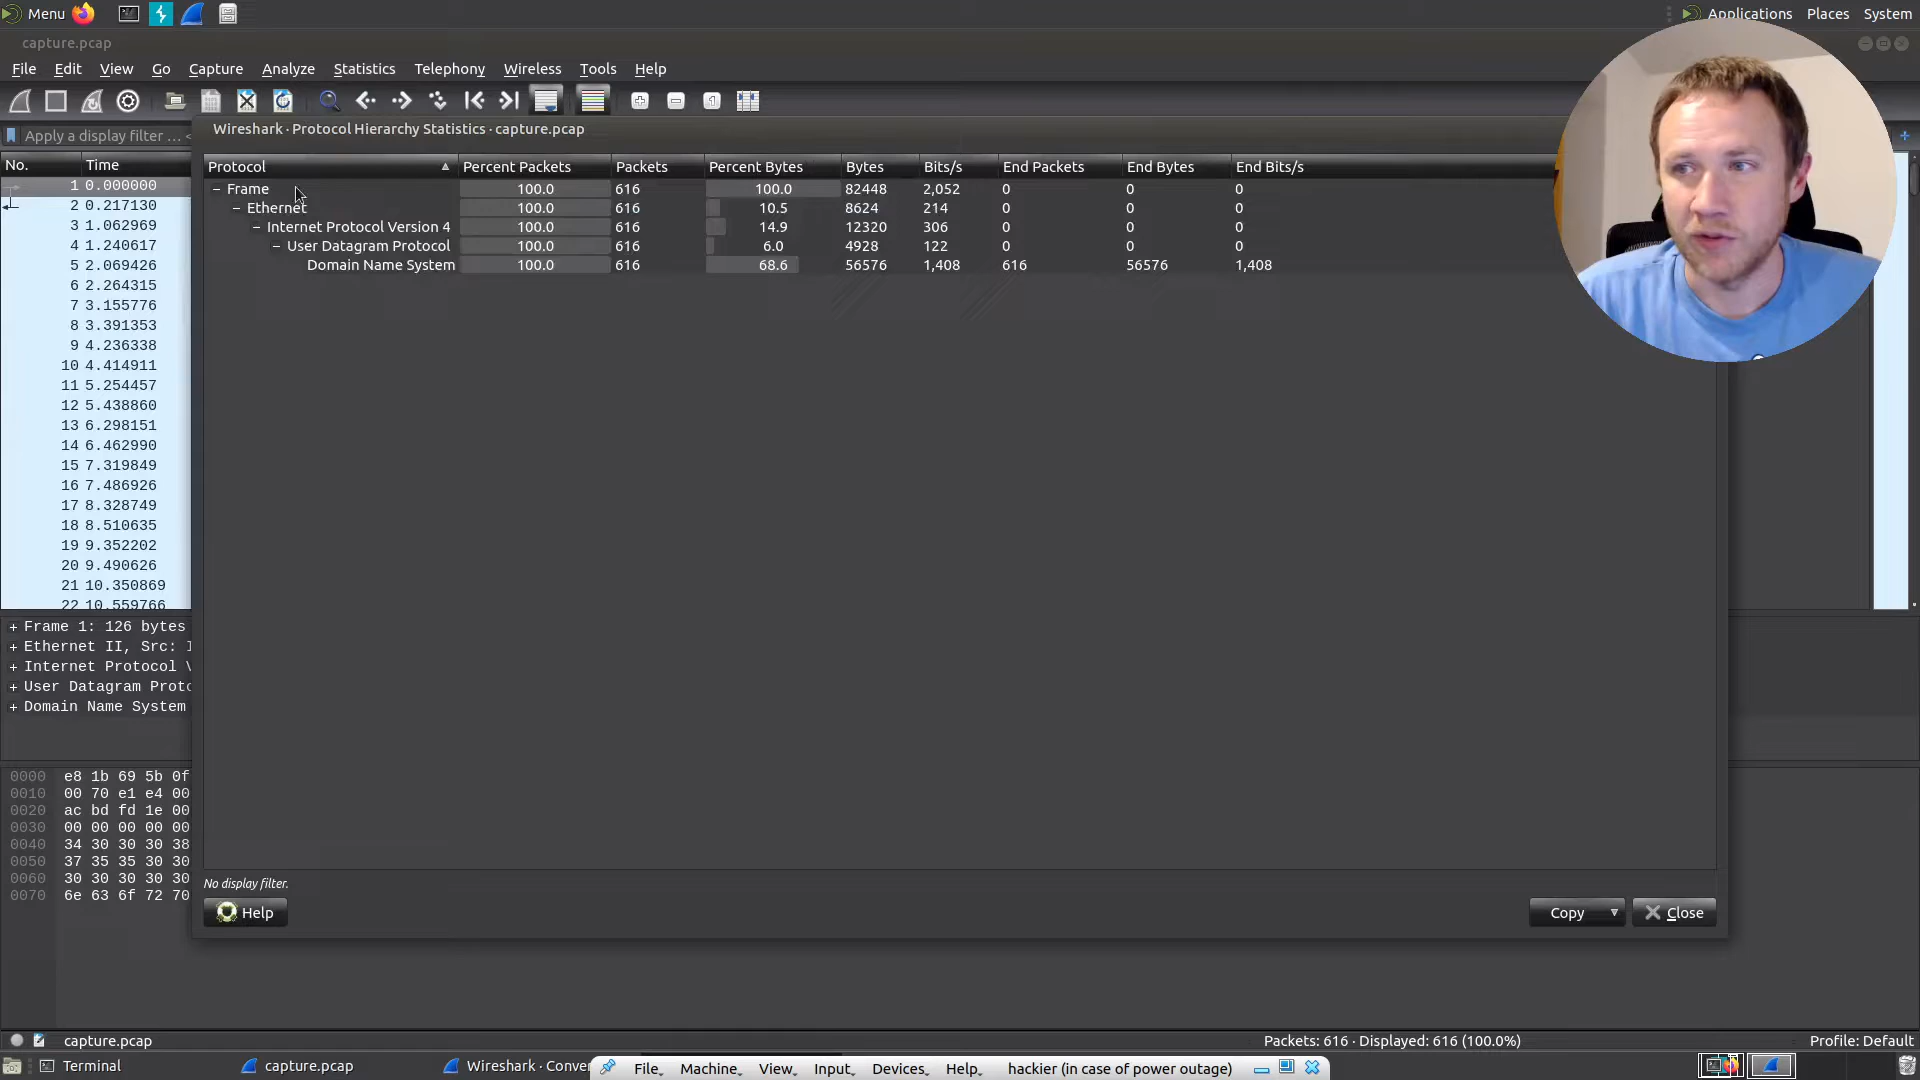 Menu
Applications Places System
capture.pcap
File Edit View Go Capture Analyze Statistics Telephony Wireless Tools Help
Apply a display filter …
Wireshark · Protocol Hierarchy Statistics · capture.pcap
No. Time
Protocol Percent Packets Packets Percent Bytes Bytes Bits/s End Packets End Bytes End Bits/s
Frame 100.0 616 100.0 82448 2,052 0 0 0
Ethernet 100.0 616 10.5 8624 214 0 0 0
Internet Protocol Version 4 100.0 616 14.9 12320 306 0 0 0
User Datagram Protocol 100.0 616 6.0 4928 122 0 0 0
Domain Name System 100.0 616 68.6 56576 1,408 616 56576 1,408
1 0.000000
2 0.217130
3 1.062969
4 1.240617
5 2.069426
6 2.264315
7 3.155776
8 3.391353
9 4.236338
10 4.414911
11 5.254457
12 5.438860
13 6.298151
14 6.462990
15 7.319849
16 7.486926
17 8.328749
18 8.510635
19 9.352202
20 9.490626
21 10.350869
22 10.559766
+ Frame 1: 126 bytes
+ Ethernet II, Src:
+ Internet Protocol
+ User Datagram Proto
+ Domain Name System
0000 e8 1b 69 5b 0f
0010 00 70 e1 e4 00
0020 ac bd fd 1e 00
0030 00 00 00 00 00
0040 34 30 30 30 38
0050 37 35 35 30 30
0060 30 30 30 30 30
0070 6e 63 6f 72 70
No display filter.
Help
Copy Close
capture.pcap
Packets: 616 · Displayed: 616 (100.0%)
Profile: Default
Terminal
capture.pcap
Wireshark · Conver
File Machine View Input Devices Help hackier (in case of power outage)